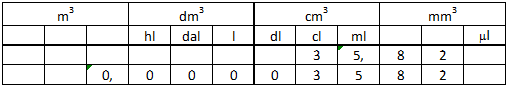 m³ dm³ cm³ mm³
hl dal l dl cl ml µl
3 5, 8 2
0, 0 0 0 0 3 5 8 2